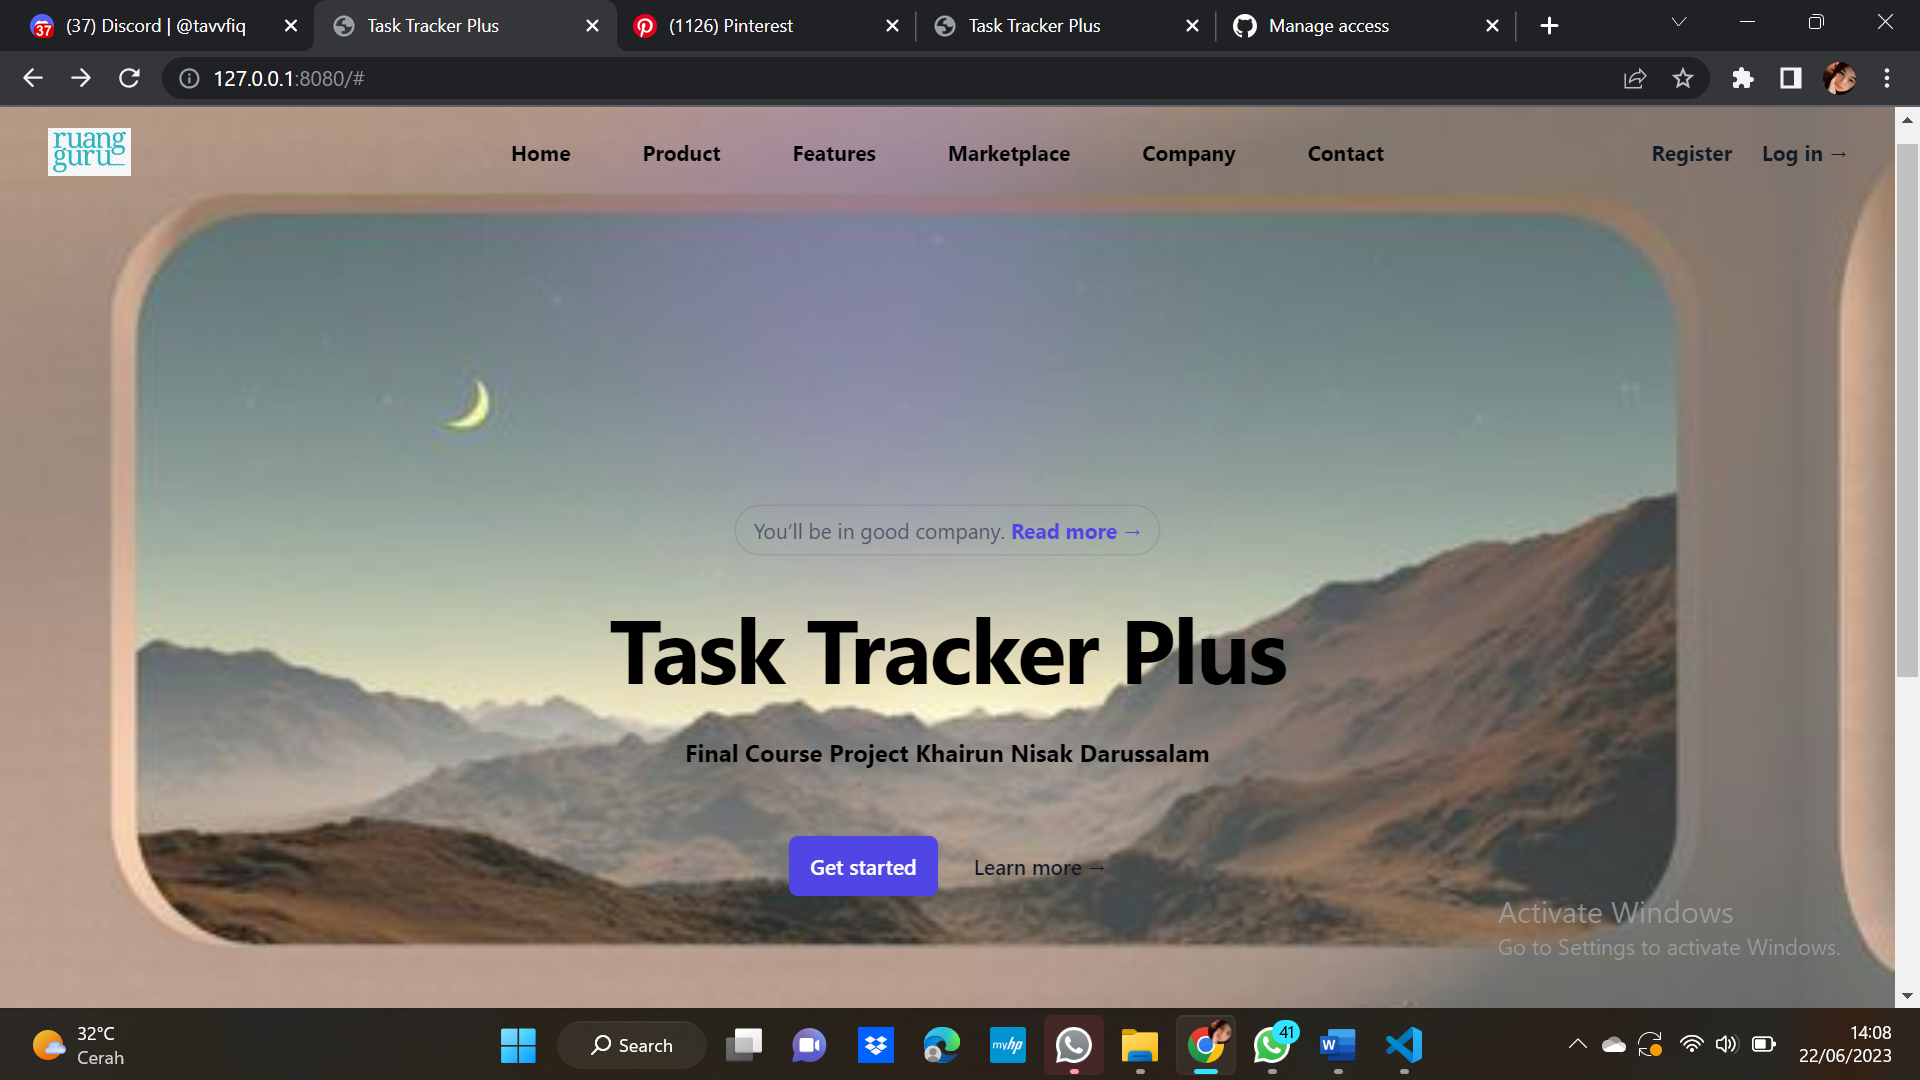 (37) Discord | @tavvfiq
Task Tracker Plus
(1126) Pinterest
Task Tracker Plus
Manage access
127.0.0.1:8080/#
ruang
guru
Home
Product
Features
Marketplace
Company
Contact
Register
Log in →
You'll be in good company. Read more →
Task Tracker Plus
Final Course Project Khairun Nisak Darussalam
Get started
Learn more →
Activate Windows
Go to Settings to activate Windows.
32°C
Cerah
Search
myhp
41
W
14:08
22/06/2023
37